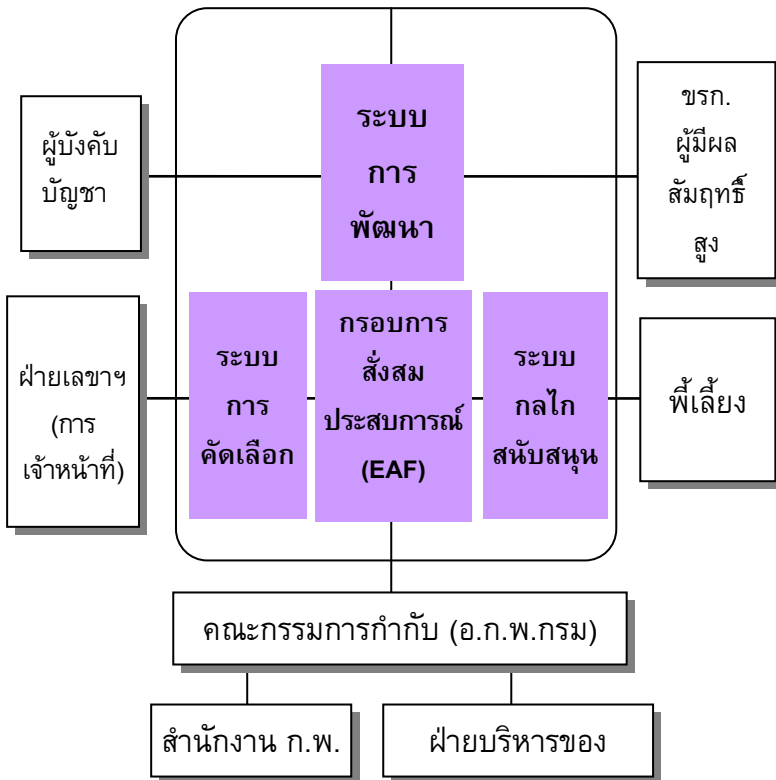 ระบบ
การ
พัฒนา
ผู้บังคับ
บัญชา
ขรก.
ผู้มีผล
สัมฤทธิ์
สูง
ฝ่ายเลขาฯ
(การ
เจ้าหน้าที่)
ระบบ
การ
คัดเลือก
กรอบการ
สั่งสม
ประสบการณ์
(EAF)
ระบบ
กลไก
สนับสนุน
พี้เลี้ยง
คณะกรรมการกำกับ (อ.ก.พ.กรม)
สำนักงาน ก.พ.
ฝ่ายบริหารของ